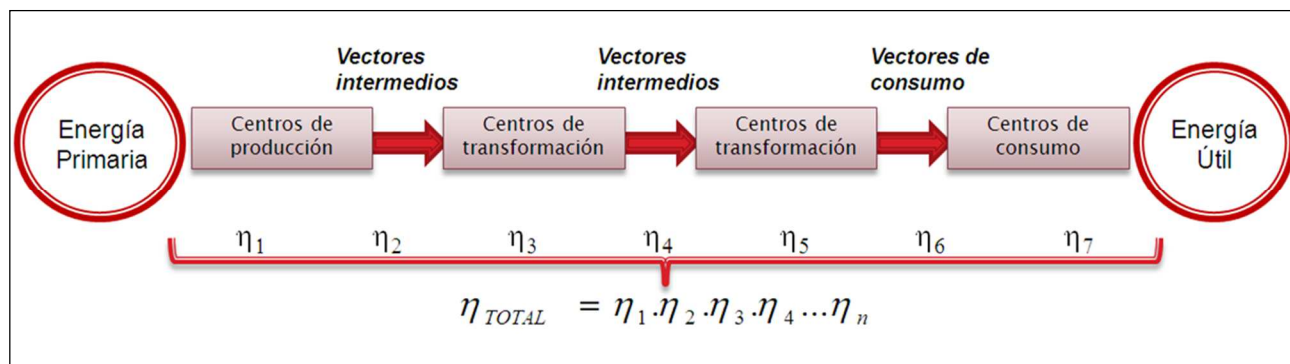 Vectores
intermedios
Vectores
intermedios
Vectores de
consumo
Energía
Primaria
Centros de
producción
Centros de
transformación
Centros de
transformación
Centros de
consumo
Energía
Útil
η₁ η₂ η₃ η₄ η₅ η₆ η₇
η TOTAL = η₁.η₂.η₃.η₄...ηₙ